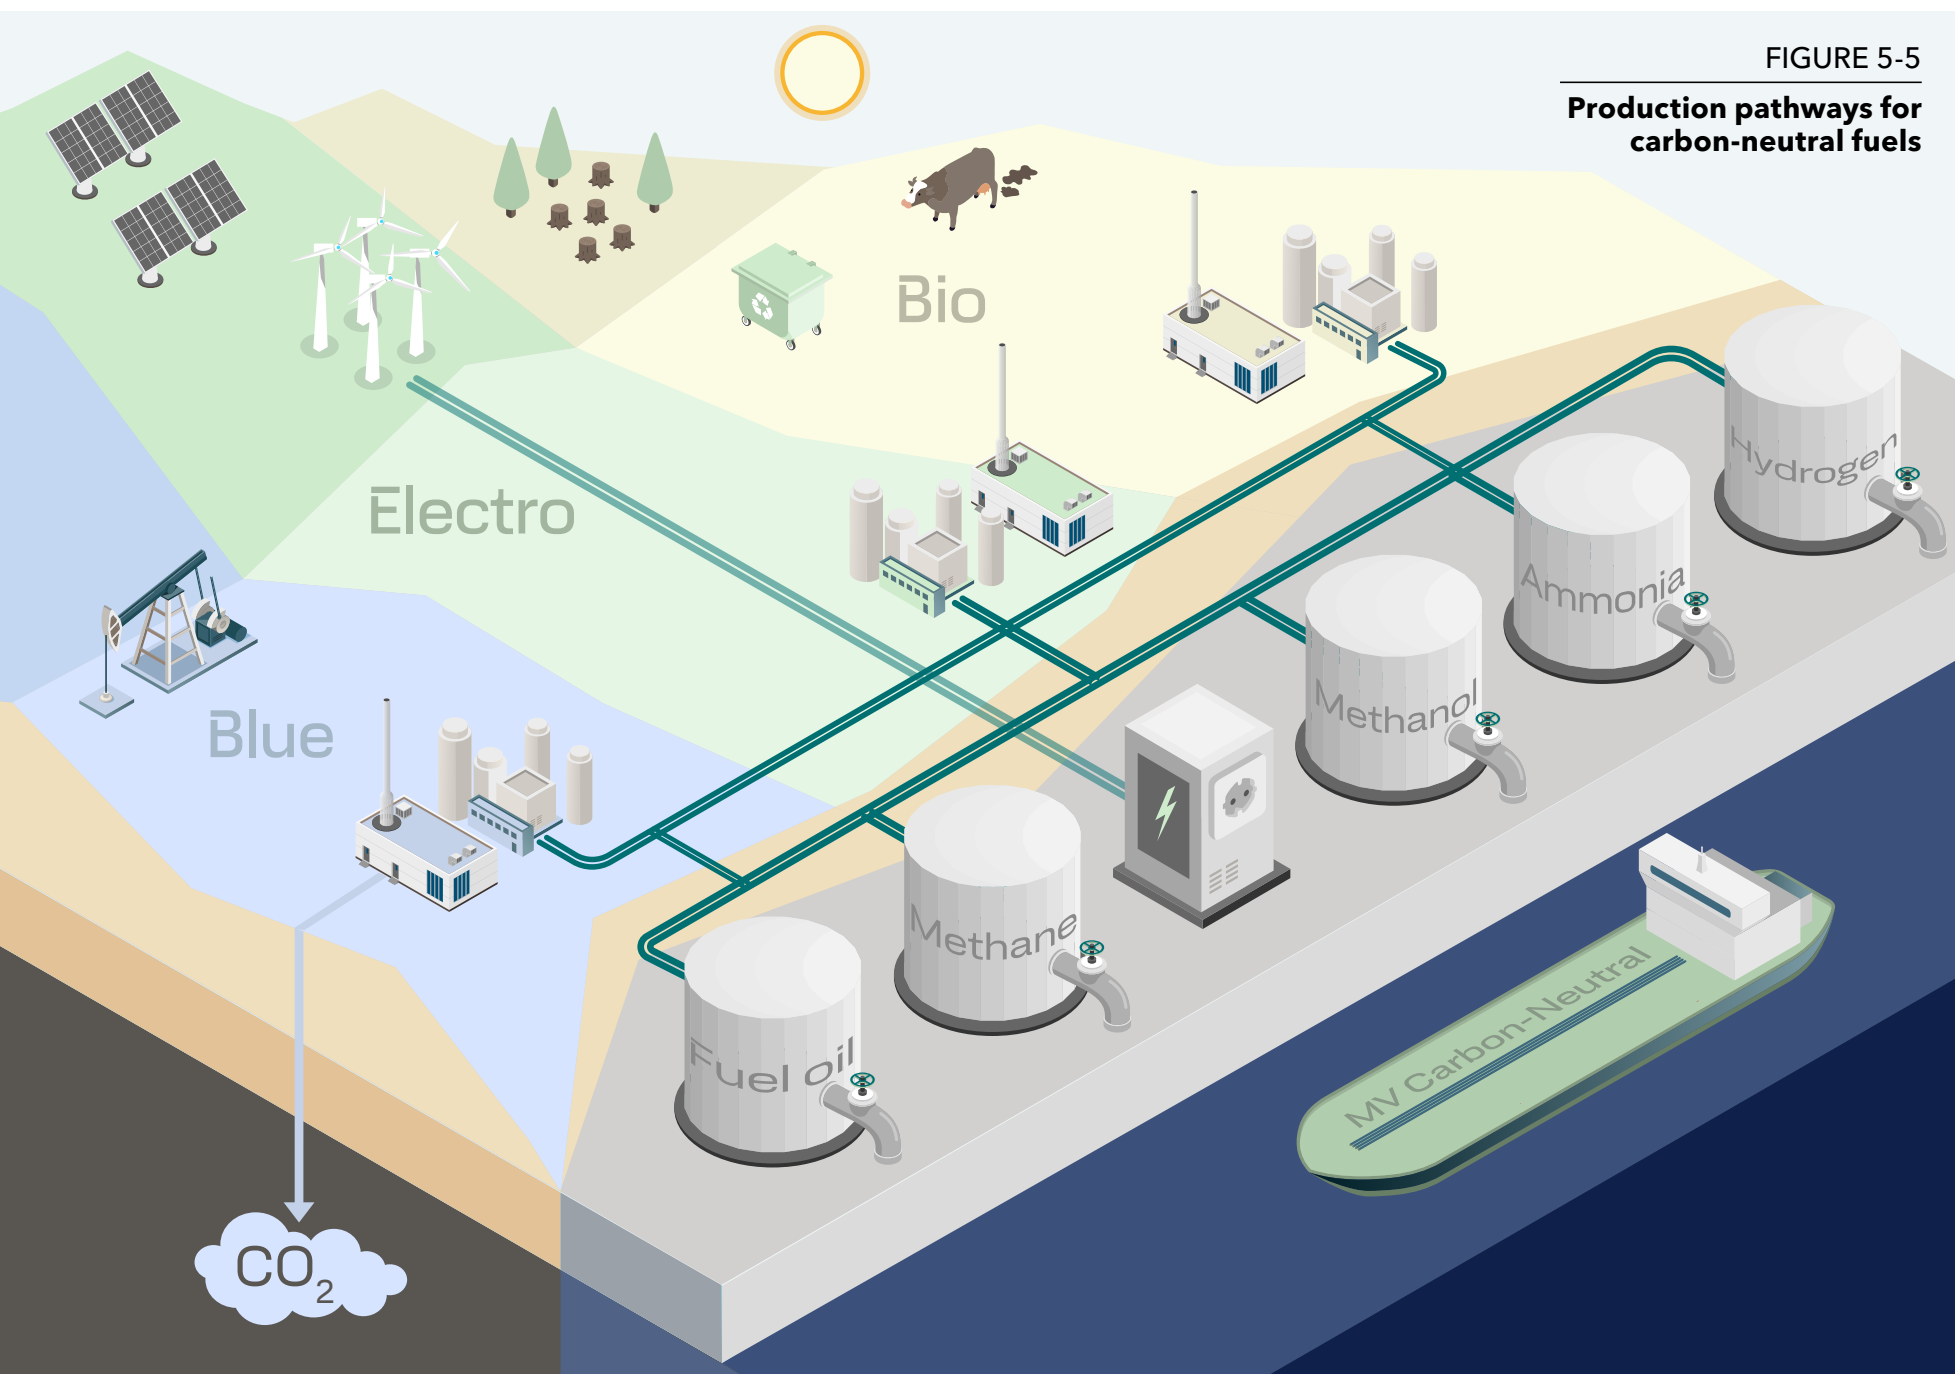 FIGURE 5-5
Production pathways for
carbon-neutral fuels
Bio
Electro
Blue
Hydrogen
Ammonia
Methanol
Methane
Fuel oil
MV Carbon-Neutral
CO₂